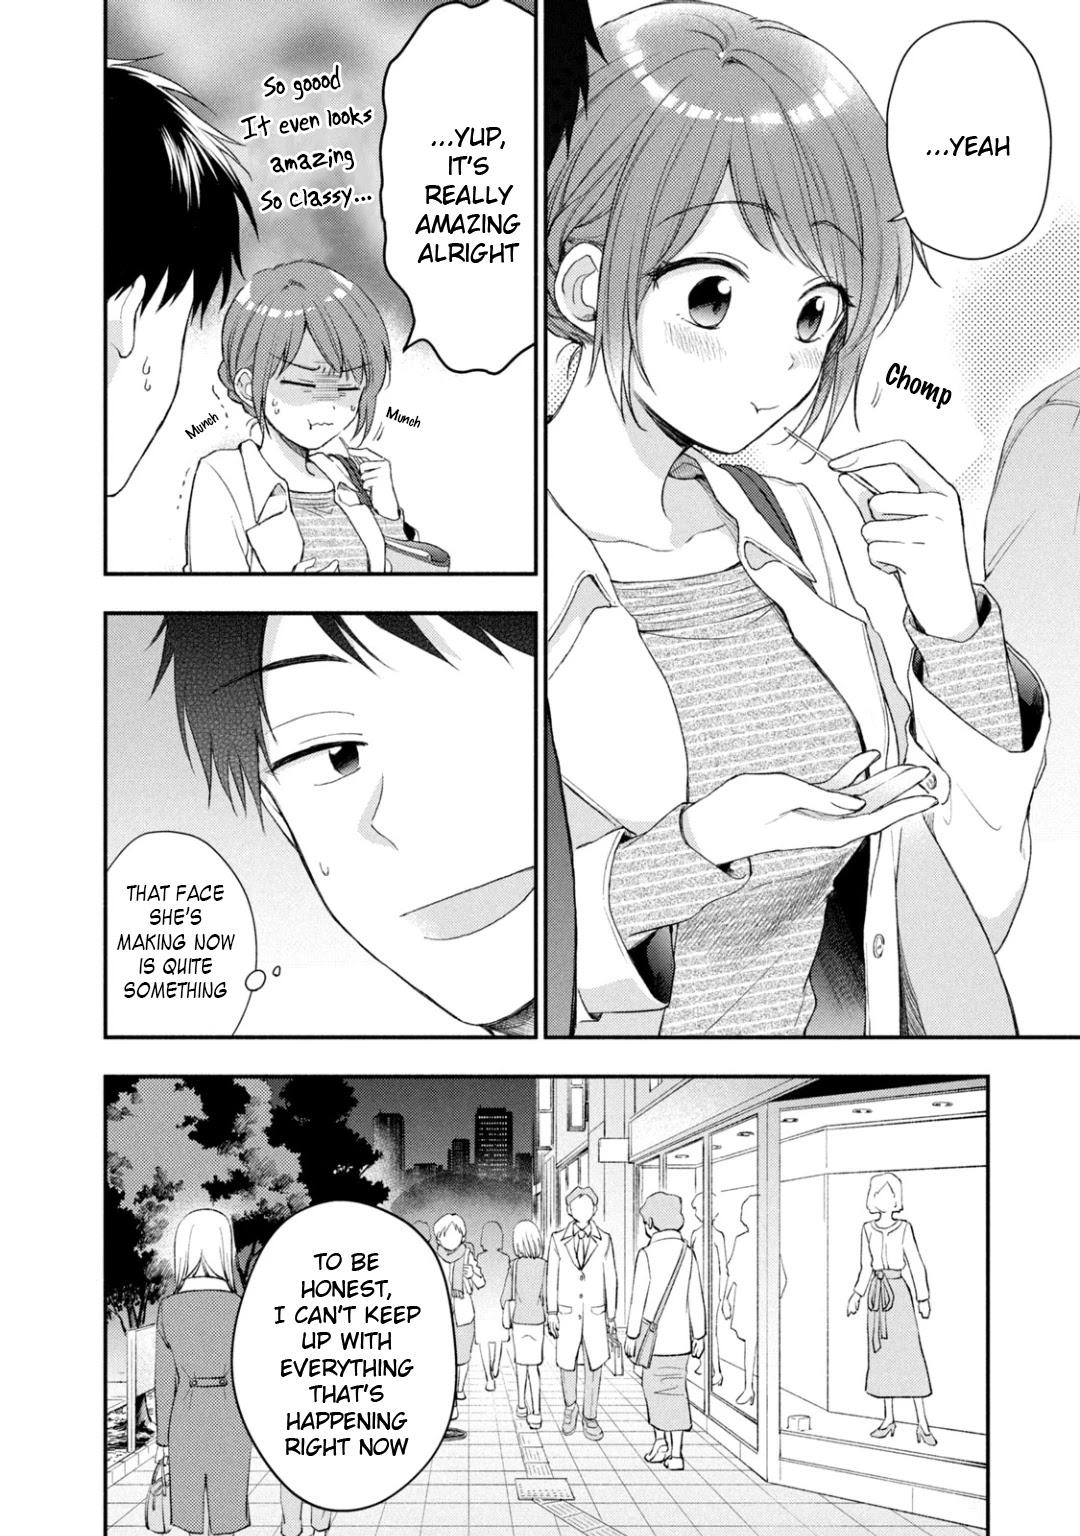 ...YEAH
Chomp
...YUP,
IT'S
REALLY
AMAZING
ALRIGHT
So goood
It even looks
amazing
So classy...
Munch
Munch
THAT FACE
SHE'S
MAKING NOW
IS QUITE
SOMETHING
TO BE
HONEST,
I CAN'T KEEP
UP WITH
EVERYTHING
THAT'S
HAPPENING
RIGHT NOW